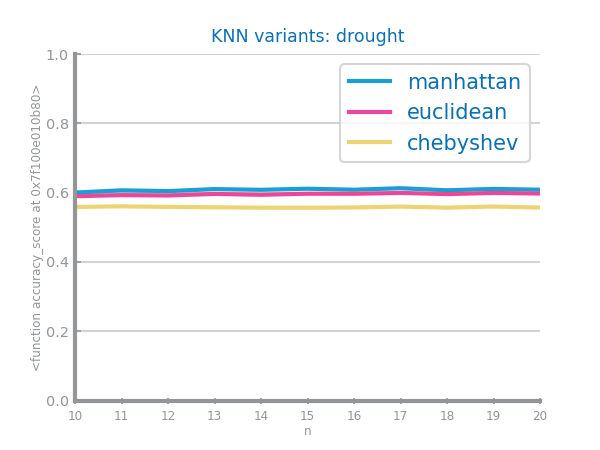 KNN variants: drought
<function accuracy_score at 0x7f100e010b80>
1.0
0.8
0.6
0.4
0.2
0.0
manhattan
euclidean
chebyshev
10 11 12 13 14 15 16 17 18 19 20
n